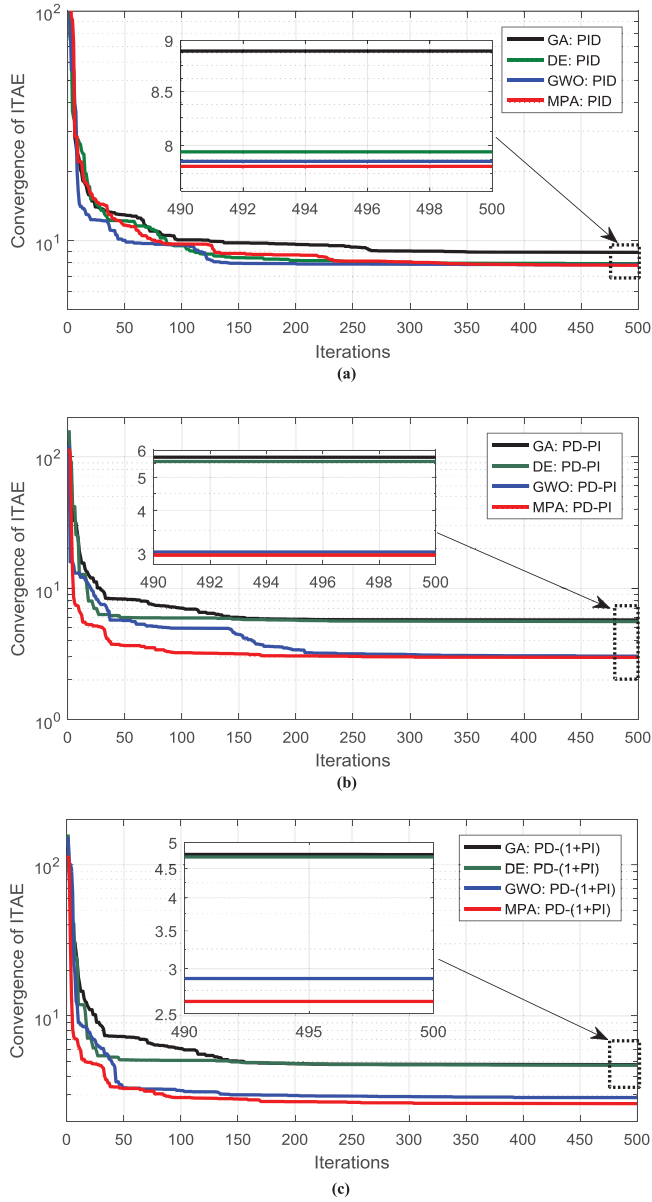 10^2
10^1
Convergence of ITAE
GA: PID
DE: PID
GWO: PID
MPA: PID
9
8.5
8
490 492 494 496 498 500
0 50 100 150 200 250 300 350 400 450 500
Iterations
(a)
10^2
10^1
10^0
Convergence of ITAE
GA: PD-PI
DE: PD-PI
GWO: PD-PI
MPA: PD-PI
6
5
4
3
490 492 494 496 498 500
0 50 100 150 200 250 300 350 400 450 500
Iterations
(b)
10^2
10^1
Convergence of ITAE
GA: PD-(1+PI)
DE: PD-(1+PI)
GWO: PD-(1+PI)
MPA: PD-(1+PI)
5
4.5
4
3.5
3
2.5
490 495 500
0 50 100 150 200 250 300 350 400 450 500
Iterations
(c)